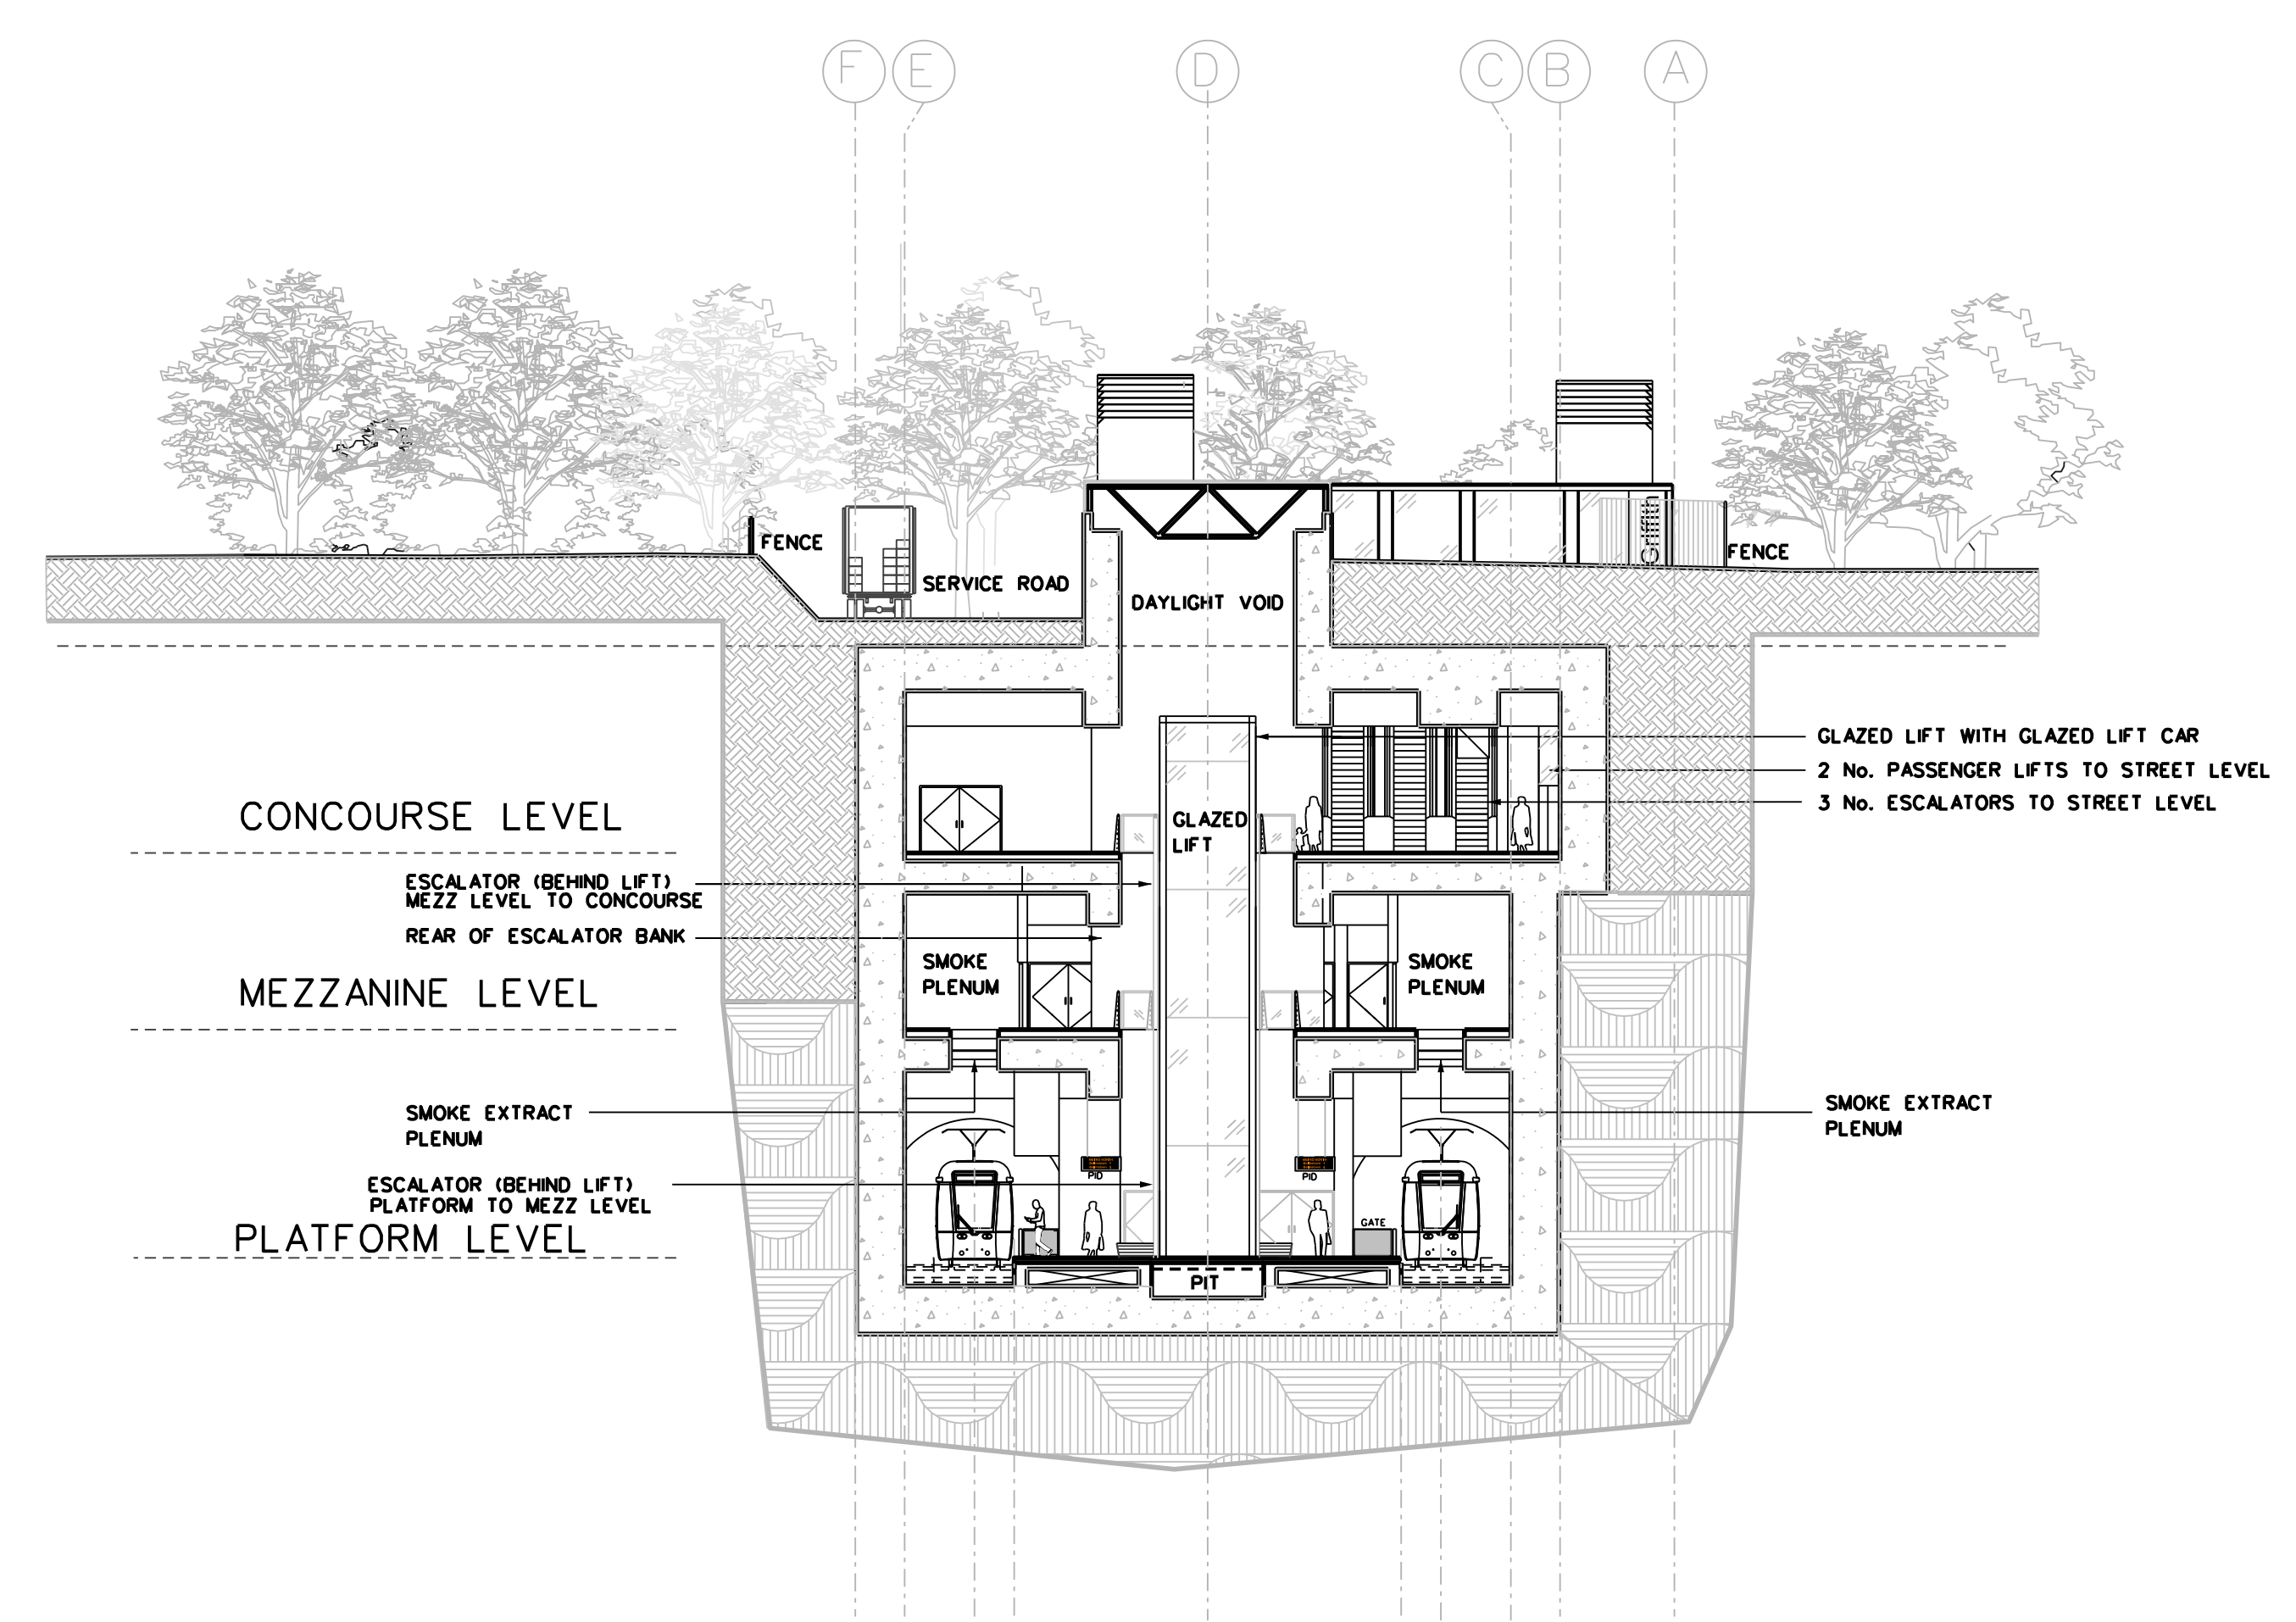 F E D C B A
FENCE
SERVICE ROAD
DAYLIGHT VOID
Griffith
FENCE
GLAZED LIFT WITH GLAZED LIFT CAR
2 No. PASSENGER LIFTS TO STREET LEVEL
3 No. ESCALATORS TO STREET LEVEL
CONCOURSE LEVEL
GLAZED
LIFT
ESCALATOR (BEHIND LIFT)
MEZZ LEVEL TO CONCOURSE
REAR OF ESCALATOR BANK
SMOKE
PLENUM
SMOKE
PLENUM
MEZZANINE LEVEL
SMOKE EXTRACT
PLENUM
SMOKE EXTRACT
PLENUM
PID
PID
ESCALATOR (BEHIND LIFT)
PLATFORM TO MEZZ LEVEL
GATE
PLATFORM LEVEL
PIT